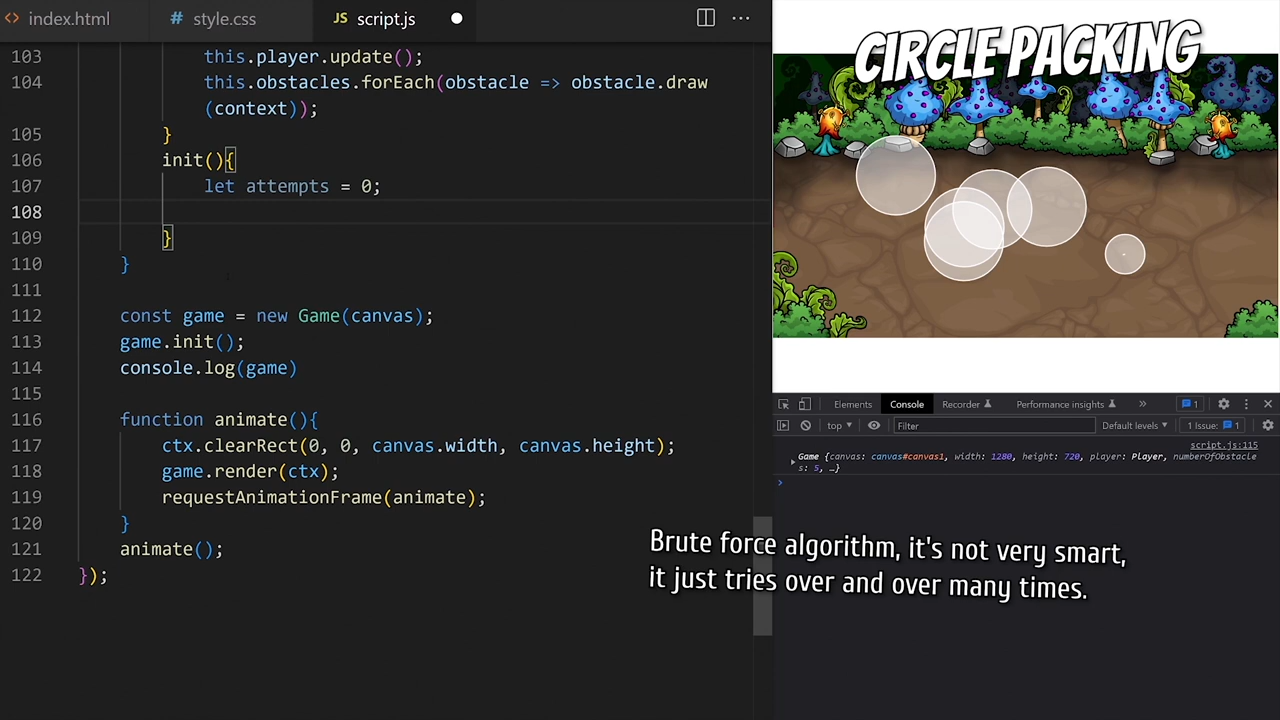 index.html
# style.css
JS script.js
103 this.player.update();
104 this.obstacles.forEach(obstacle => obstacle.draw
(context));
105 }
106 init(){
107 let attempts = 0;
108
109 }
110 }
111
112 const game = new Game(canvas);
113 game.init();
114 console.log(game)
115
116 function animate(){
117 ctx.clearRect(0, 0, canvas.width, canvas.height);
118 game.render(ctx);
119 requestAnimationFrame(animate);
120 }
121 animate();
122 });
CIRCLE PACKING
Elements Console Recorder Performance insights » 1
top Filter Default levels 1 Issue: 1
script.js:115
Game {canvas: canvas#canvas1, width: 1280, height: 720, player: Player, numberOfObstacle
s: 5, …}
Brute force algorithm, it's not very smart,
it just tries over and over many times.